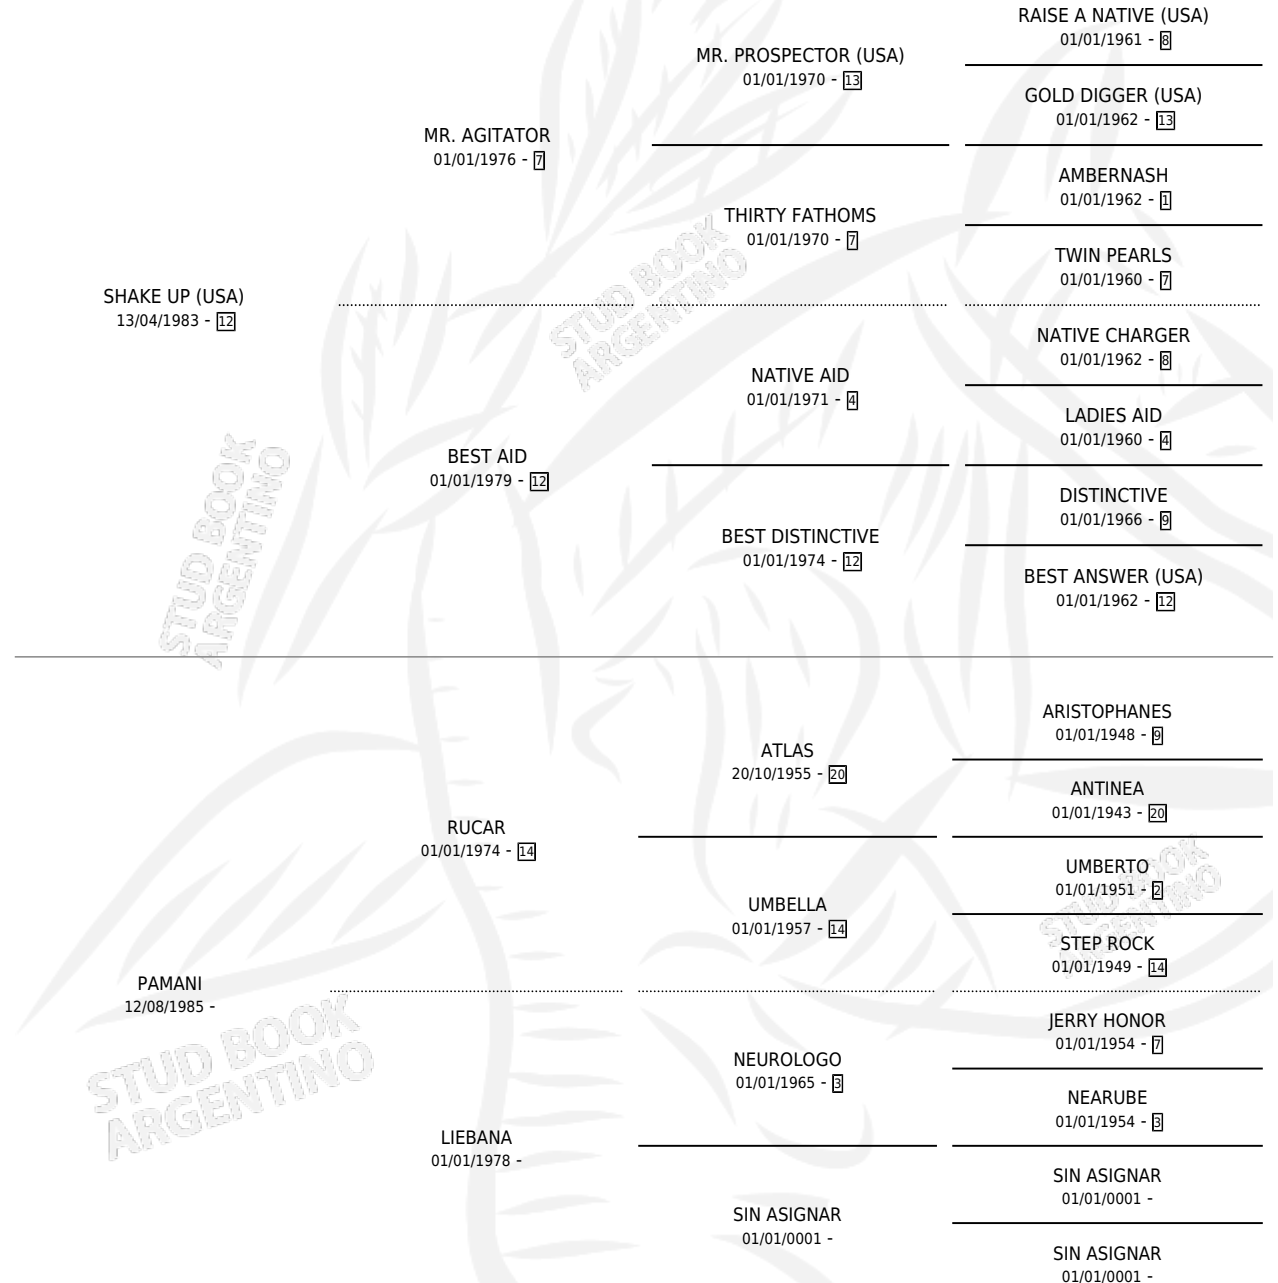 RAISE A NATIVE (USA)
01/01/1961 - 8
MR. PROSPECTOR (USA)
01/01/1970 - 13
GOLD DIGGER (USA)
01/01/1962 - 13
MR. AGITATOR
01/01/1976 - 7
AMBERNASH
01/01/1962 - 1
THIRTY FATHOMS
01/01/1970 - 7
TWIN PEARLS
01/01/1960 - 7
SHAKE UP (USA)
13/04/1983 - 12
STUD BOOK
ARGENTINO
NATIVE CHARGER
01/01/1962 - 8
NATIVE AID
01/01/1971 - 4
LADIES AID
01/01/1960 - 4
BEST AID
01/01/1979 - 12
DISTINCTIVE
01/01/1966 - 9
BEST DISTINCTIVE
01/01/1974 - 12
BEST ANSWER (USA)
01/01/1962 - 12
STUD BOOK
ARGENTINO
ARISTOPHANES
01/01/1948 - 9
ATLAS
20/10/1955 - 20
ANTINEA
01/01/1943 - 20
RUCAR
01/01/1974 - 14
UMBERTO
01/01/1951 - 2
UMBELLA
01/01/1957 - 14
STUD BOOK
ARGENTINO
STEP ROCK
01/01/1949 - 14
PAMANI
12/08/1985 -
JERRY HONOR
01/01/1954 - 7
NEUROLOGO
01/01/1965 - 3
NEARUBE
01/01/1954 - 3
STUD BOOK
ARGENTINO
LIEBANA
01/01/1978 -
SIN ASIGNAR
01/01/0001 -
SIN ASIGNAR
01/01/0001 -
SIN ASIGNAR
01/01/0001 -